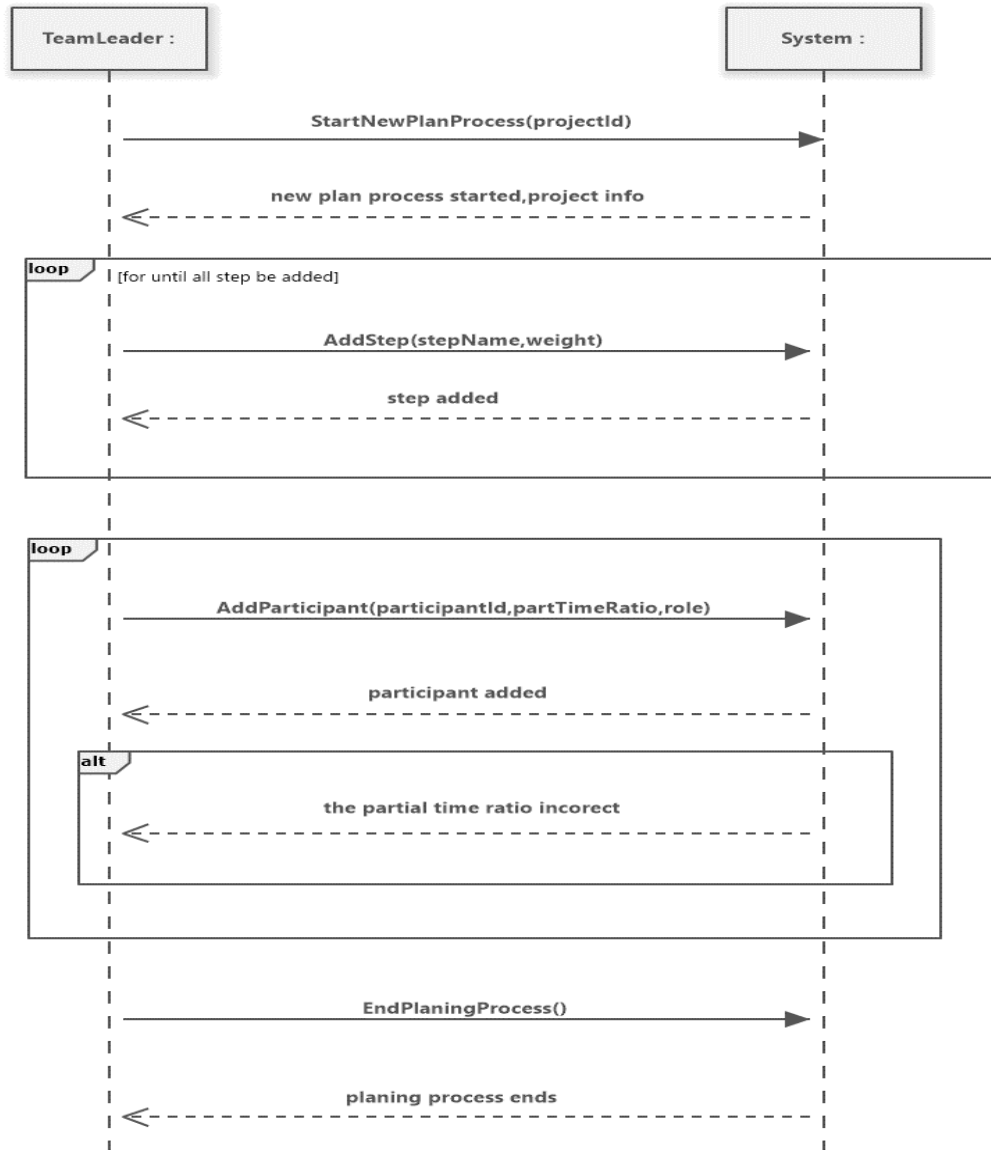 TeamLeader :
System :
StartNewPlanProcess(projectId)
new plan process started,project info
loop
[for until all step be added]
AddStep(stepName,weight)
step added
loop
AddParticipant(participantId,partTimeRatio,role)
participant added
alt
the partial time ratio incorect
EndPlaningProcess()
planing process ends